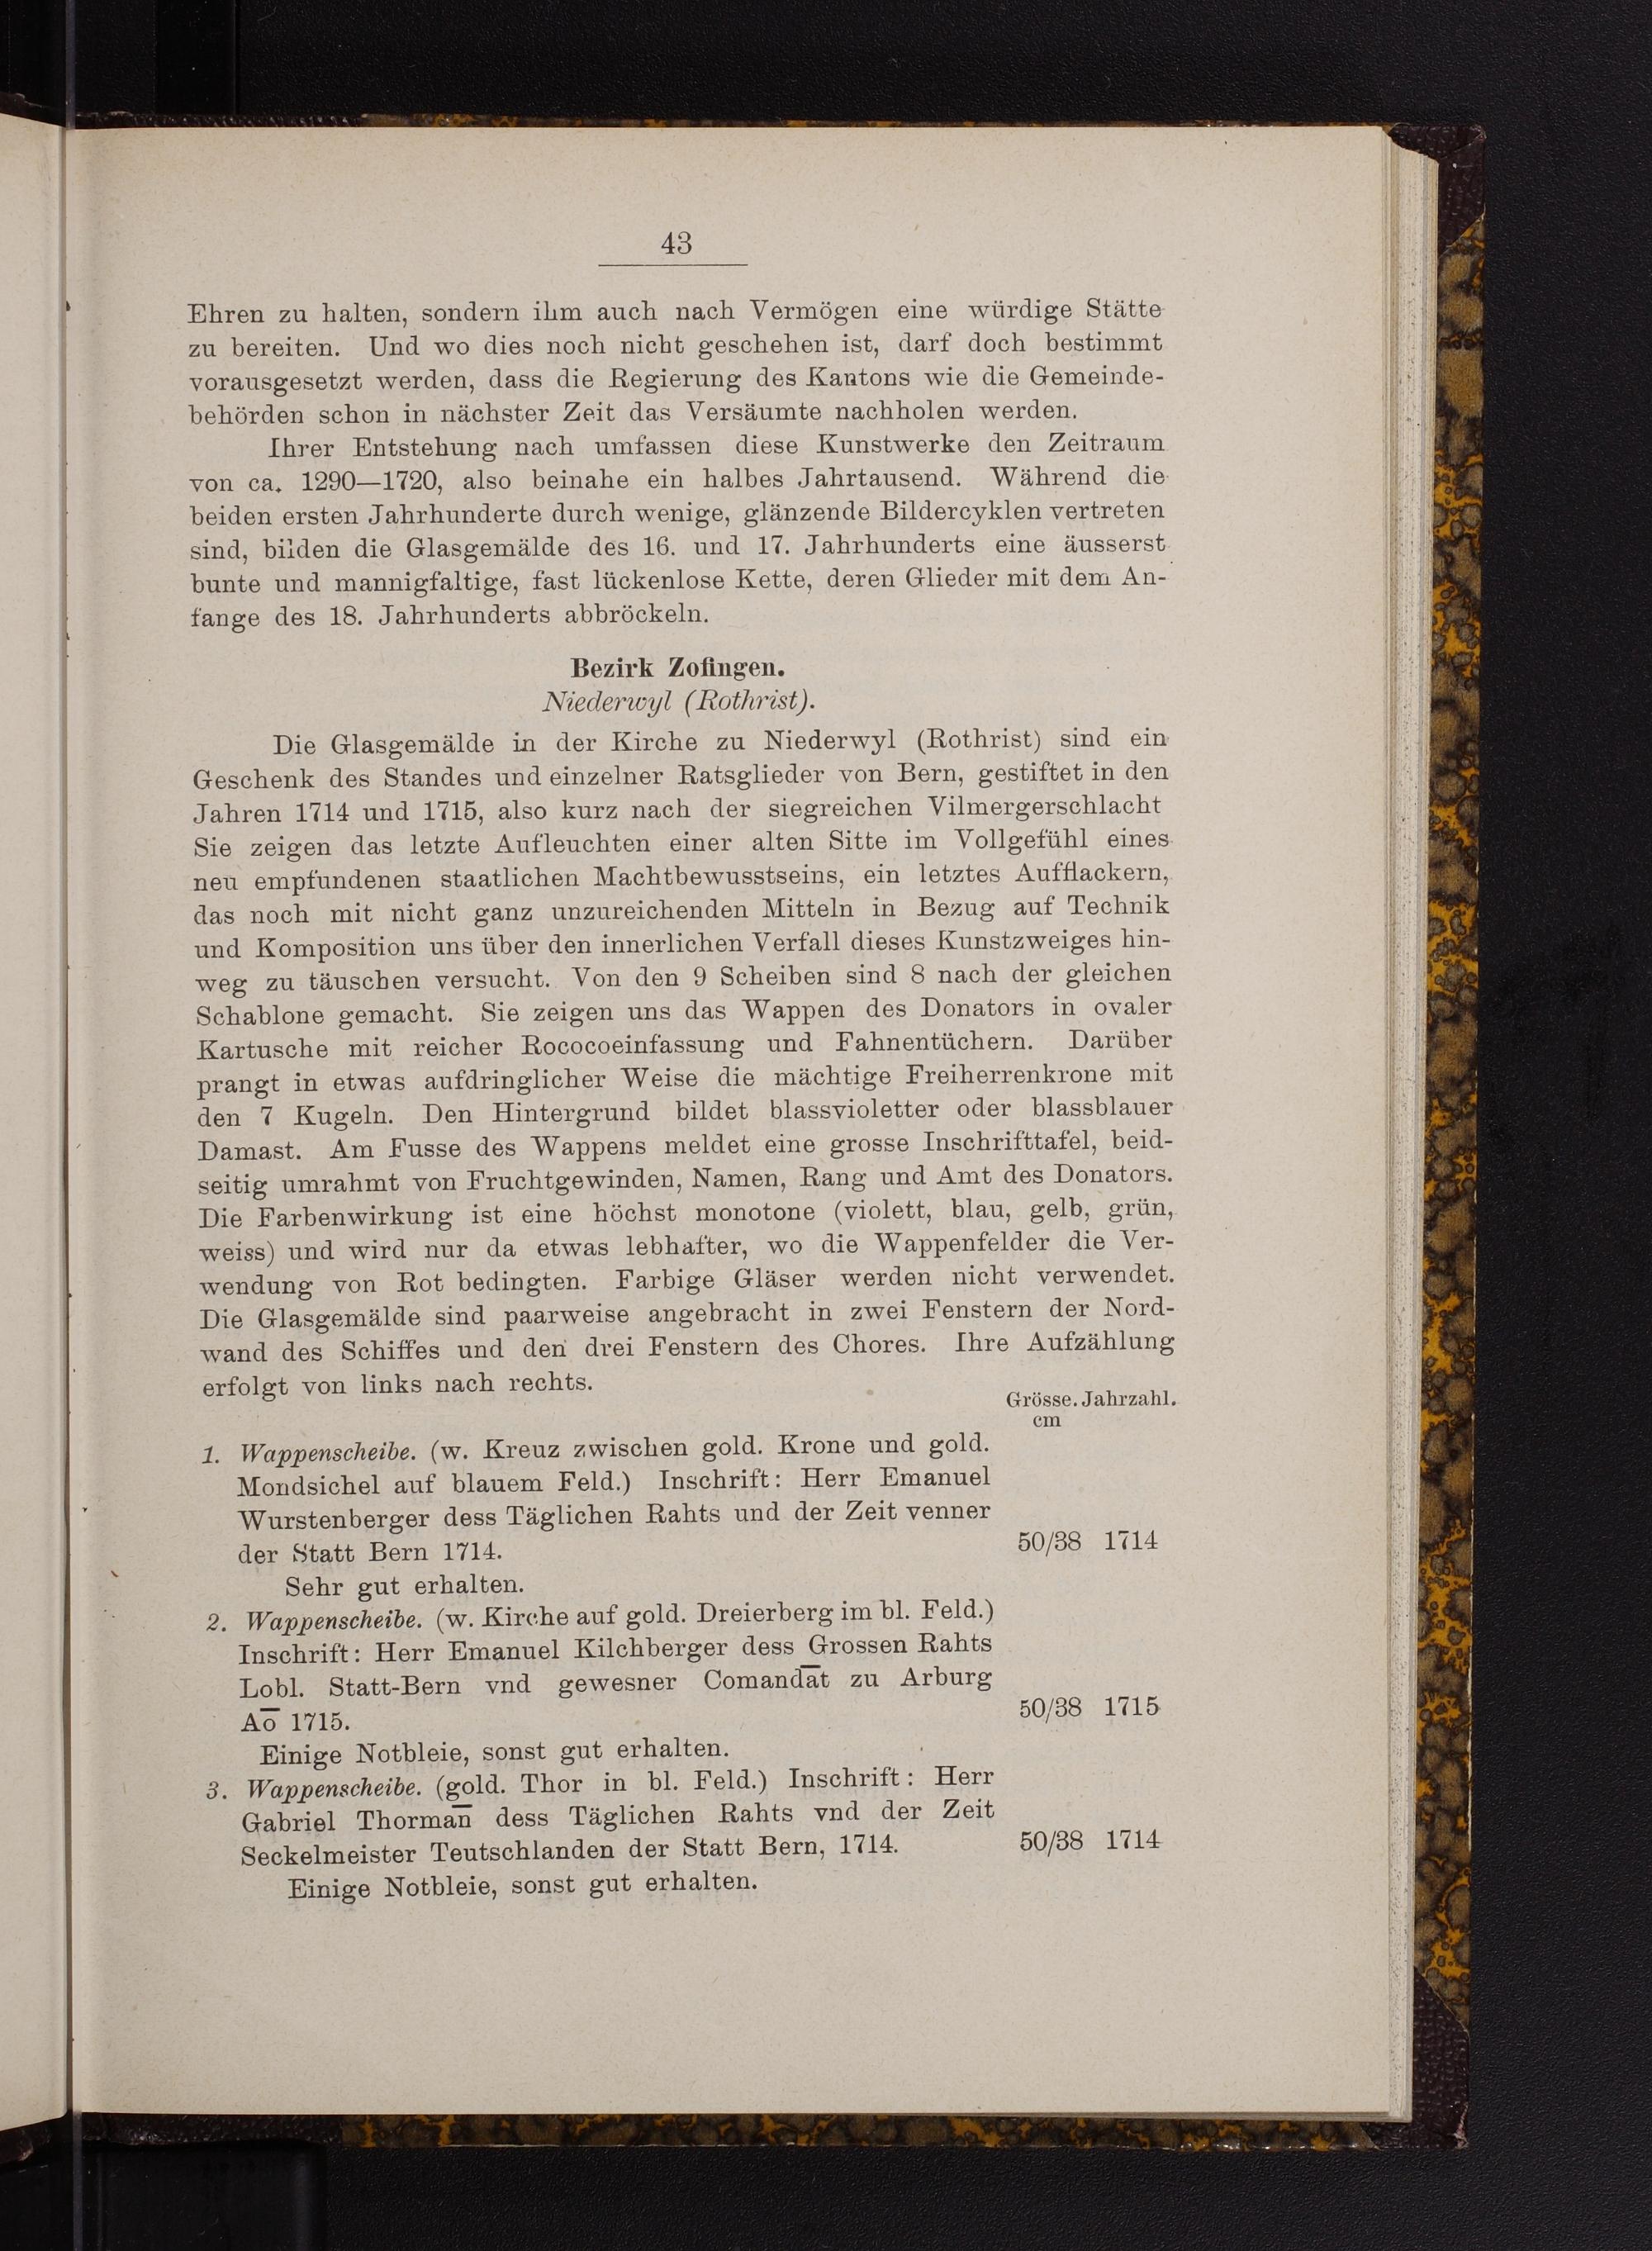 43
Ehren zu halten, sondern ihm auch nach Vermögen eine würdige Stätte
zu bereiten. Und wo dies noch nicht geschehen ist, darf doch bestimmt
vorausgesetzt werden, dass die Regierung des Kantons wie die Gemeinde-
behörden schon in nächster Zeit das Versäumte nachholen werden.
Ihrer Entstehung nach umfassen diese Kunstwerke den Zeitraum
von ca. 1290—1720, also beinahe ein halbes Jahrtausend. Während die
beiden ersten Jahrhunderte durch wenige, glänzende Bildercyklen vertreten
sind, bilden die Glasgemälde des 16. und 17. Jahrhunderts eine äusserst
bunte und mannigfaltige, fast lückenlose Kette, deren Glieder mit dem An-
fange des 18. Jahrhunderts abbröckeln.
Bezirk Zofingen.
Niederwyl (Rothrist).
Die Glasgemälde in der Kirche zu Niederwyl (Rothrist) sind ein
Geschenk des Standes und einzelner Ratsglieder von Bern, gestiftet in den
Jahren 1714 und 1715, also kurz nach der siegreichen Vilmergerschlacht
Sie zeigen das letzte Aufleuchten einer alten Sitte im Vollgefühl eines
neu empfundenen staatlichen Machtbewusstseins, ein letztes Aufflackern,
das noch mit nicht ganz unzureichenden Mitteln in Bezug auf Technik
und Komposition uns über den innerlichen Verfall dieses Kunstzweiges hin-
weg zu täuschen versucht. Von den 9 Scheiben sind 8 nach der gleichen
Schablone gemacht. Sie zeigen uns das Wappen des Donators in ovaler
Kartusche mit reicher Rococoeinfassung und Fahnentüchern. Darüber
prangt in etwas aufdringlicher Weise die mächtige Freiherrenkrone mit
den 7 Kugeln. Den Hintergrund bildet blassvioletter oder blassblauer
Damast. Am Fusse des Wappens meldet eine grosse Inschrifttafel, beid-
seitig umrahmt von Fruchtgewinden, Namen, Rang und Amt des Donators.
Die Farbenwirkung ist eine höchst monotone (violett, blau, gelb, grün,
weiss) und wird nur da etwas lebhafter, wo die Wappenfelder die Ver-
wendung von Rot bedingten. Farbige Gläser werden nicht verwendet.
Die Glasgemälde sind paarweise angebracht in zwei Fenstern der Nord-
wand des Schiffes und den drei Fenstern des Chores. Ihre Aufzählung
erfolgt von links nach rechts.
Grösse. Jahrzahl.
cm
1. Wappenscheibe. (w. Kreuz zwischen gold. Krone und gold.
Mondsichel auf blauem Feld.) Inschrift: Herr Emanuel
Wurstenberger dess Täglichen Rahts und der Zeit venner
der Statt Bern 1714. 50/38 1714
Sehr gut erhalten.
2. Wappenscheibe. (w. Kirche auf gold. Dreierberg im bl. Feld.)
Inschrift: Herr Emanuel Kilchberger dess Grossen Rahts
Lobl. Statt-Bern vnd gewesner Comanda̅t zu Arburg
Ao̅ 1715. 50/38 1715
Einige Notbleie, sonst gut erhalten.
3. Wappenscheibe. (gold. Thor in bl. Feld.) Inschrift: Herr
Gabriel Thorman̅ dess Täglichen Rahts vnd der Zeit
Seckelmeister Teutschlanden der Statt Bern, 1714. 50/38 1714
Einige Notbleie, sonst gut erhalten.